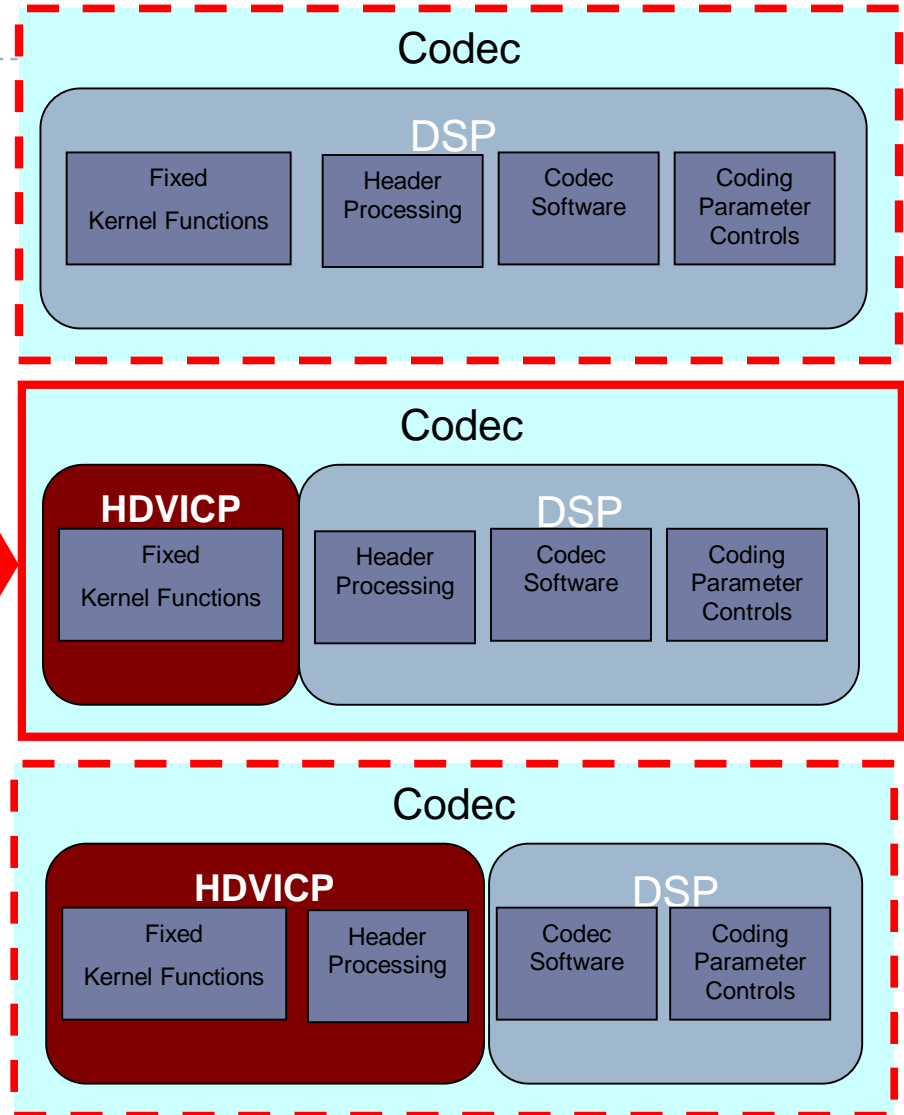 Codec
DSP
Fixed
Kernel Functions
Header
Processing
Codec
Software
Coding
Parameter
Controls
Codec
HDVICP
Fixed
Kernel Functions
DSP
Header
Processing
Codec
Software
Coding
Parameter
Controls
Codec
HDVICP
Fixed
Kernel Functions
Header
Processing
DSP
Codec
Software
Coding
Parameter
Controls